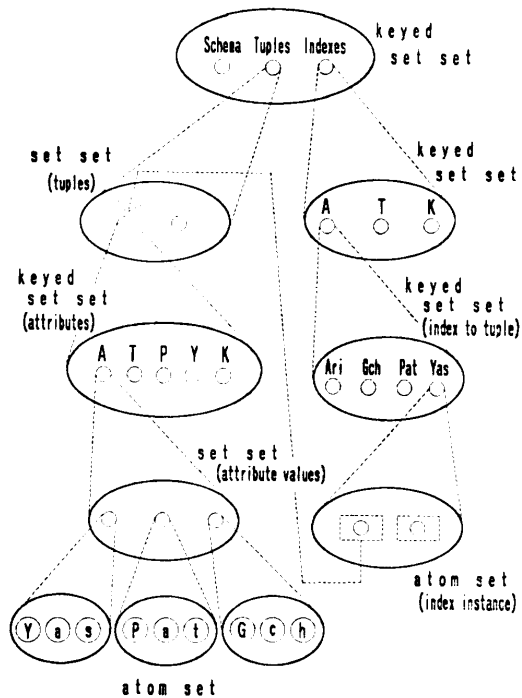 keyed
set set
Schema Tuples Indexes
set set
(tuples)
keyed
set set
A T K
keyed
set set
(attributes)
keyed
set set
(index to tuple)
A T P Y K
Ari Gch Pat Yas
set set
(attribute values)
atom set
(index instance)
Y a s P a t G c h
atom set